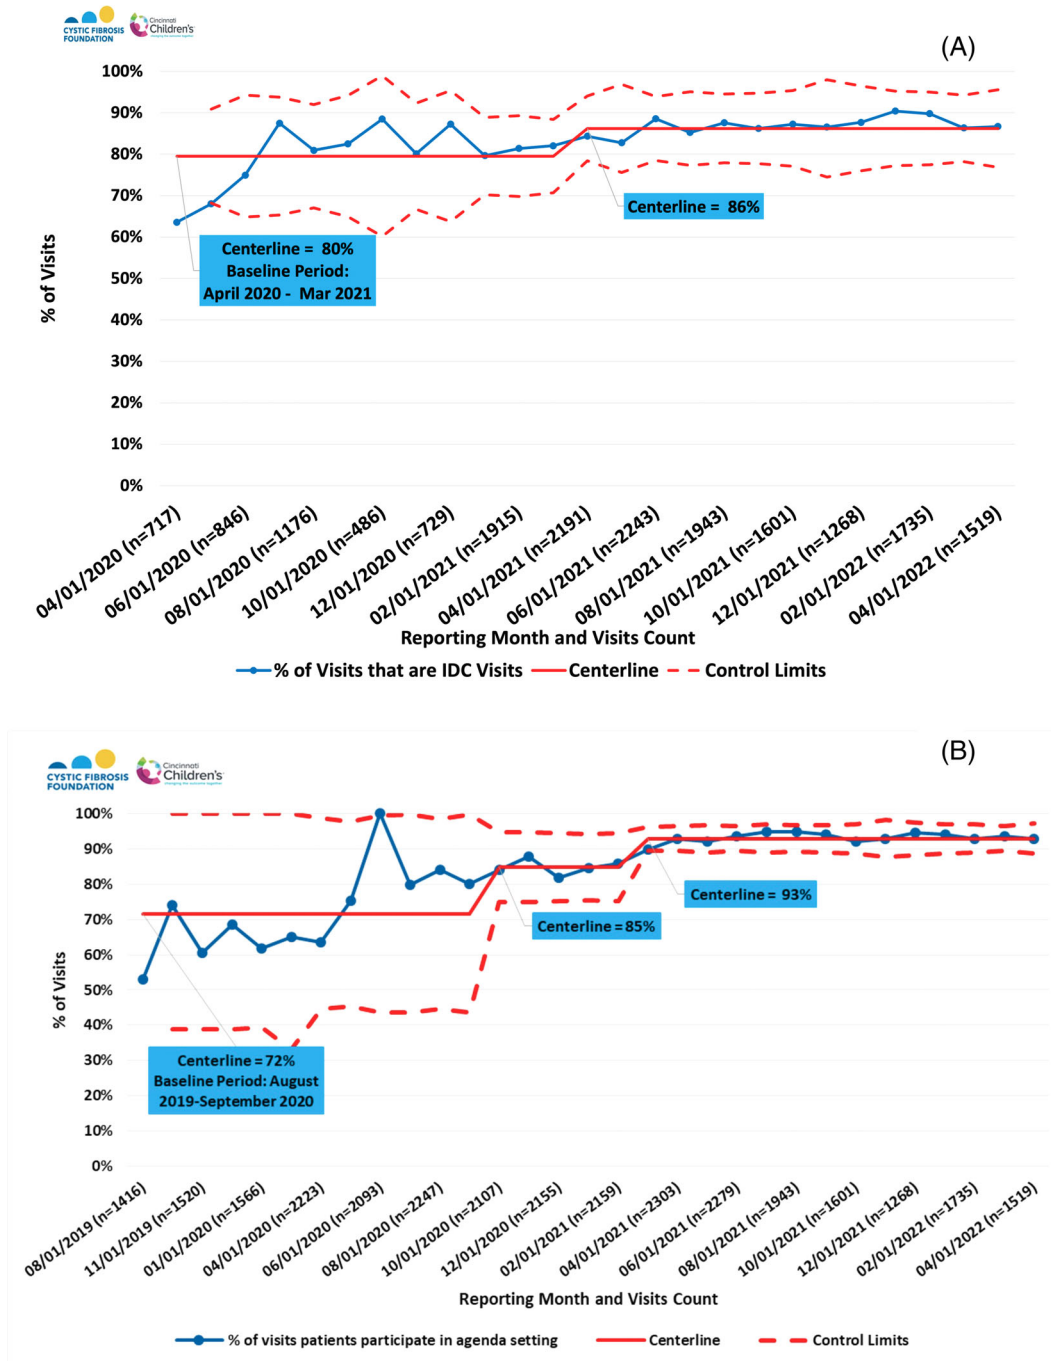 CYSTIC FIBROSIS
FOUNDATION
Cincinnati
Children's
changing the outcome together
(A)
100%
90%
80%
70%
60%
50%
40%
30%
20%
10%
0%
% of Visits
Centerline = 80%
Baseline Period:
April 2020 - Mar 2021
Centerline = 86%
04/01/2020 (n=717)
06/01/2020 (n=846)
08/01/2020 (n=1176)
10/01/2020 (n=486)
12/01/2020 (n=729)
02/01/2021 (n=1915)
04/01/2021 (n=2191)
06/01/2021 (n=2243)
08/01/2021 (n=1943)
10/01/2021 (n=1601)
12/01/2021 (n=1268)
02/01/2022 (n=1735)
04/01/2022 (n=1519)
Reporting Month and Visits Count
% of Visits that are IDC Visits Centerline Control Limits
(B)
CYSTIC FIBROSIS
FOUNDATION
Cincinnati
Children's
changing the outcome together
100%
90%
80%
70%
60%
50%
40%
30%
20%
10%
0%
% of Visits
Centerline = 72%
Baseline Period: August
2019-September 2020
Centerline = 85%
Centerline = 93%
08/01/2019 (n=1416)
11/01/2019 (n=1520)
01/01/2020 (n=1566)
04/01/2020 (n=2223)
06/01/2020 (n=2093)
08/01/2020 (n=2247)
10/01/2020 (n=2107)
12/01/2020 (n=2155)
02/01/2021 (n=2159)
04/01/2021 (n=2303)
06/01/2021 (n=2279)
08/01/2021 (n=1943)
10/01/2021 (n=1601)
12/01/2021 (n=1268)
02/01/2022 (n=1735)
04/01/2022 (n=1519)
Reporting Month and Visits Count
% of visits patients participate in agenda setting Centerline Control Limits